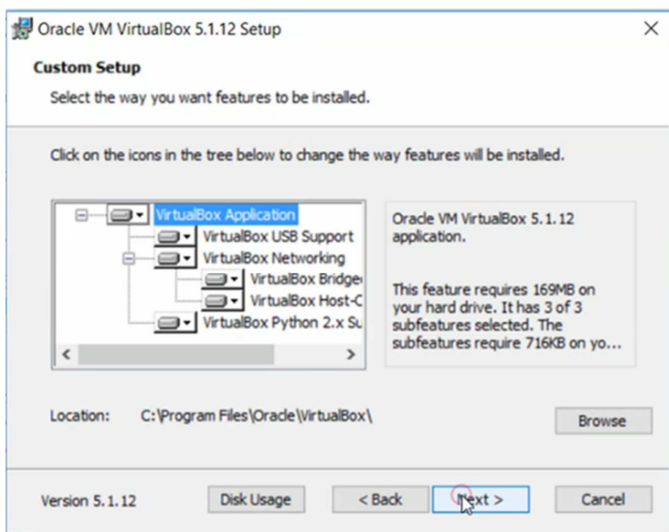 Oracle VM VirtualBox 5.1.12 Setup
Custom Setup
Select the way you want features to be installed.
Click on the icons in the tree below to change the way features will be installed.
VirtualBox Application
VirtualBox USB Support
VirtualBox Networking
VirtualBox Bridge
VirtualBox Host-C
VirtualBox Python 2.x Su
Oracle VM VirtualBox 5.1.12
application.
This feature requires 169MB on
your hard drive. It has 3 of 3
subfeatures selected. The
subfeatures require 716KB on yo...
Location: C:\Program Files\Oracle\VirtualBox\
Browse
Version 5.1.12
Disk Usage
< Back
Next >
Cancel